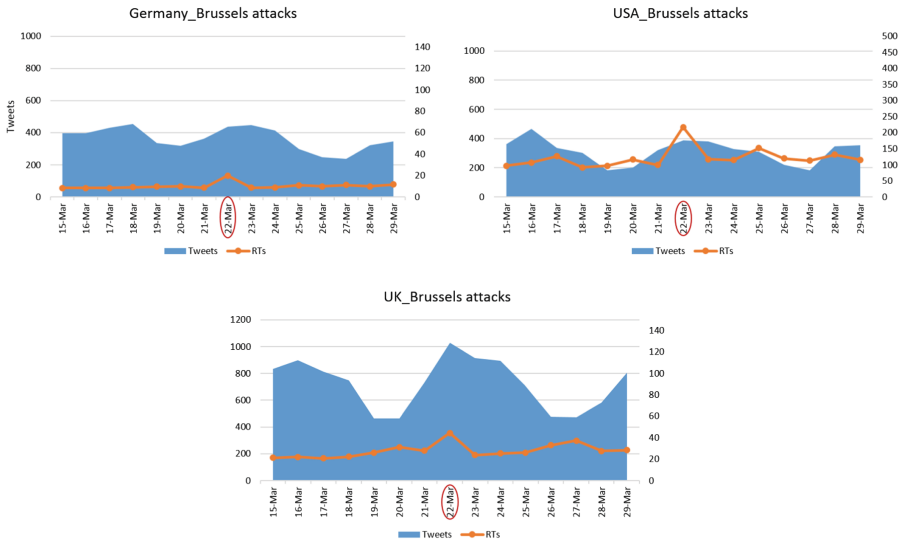 Germany_Brussels attacks
1000
800
600
400
200
0
Tweets
140
120
100
80
60
40
20
0
15-Mar
16-Mar
17-Mar
18-Mar
19-Mar
20-Mar
21-Mar
22-Mar
23-Mar
24-Mar
25-Mar
26-Mar
27-Mar
28-Mar
29-Mar
Tweets RTs
USA_Brussels attacks
1000
800
600
400
200
0
500
450
400
350
300
250
200
150
100
50
0
15-Mar
16-Mar
17-Mar
18-Mar
19-Mar
20-Mar
21-Mar
22-Mar
23-Mar
24-Mar
25-Mar
26-Mar
27-Mar
28-Mar
29-Mar
Tweets RTs
UK_Brussels attacks
1200
1000
800
600
400
200
0
140
120
100
80
60
40
20
0
15-Mar
16-Mar
17-Mar
18-Mar
19-Mar
20-Mar
21-Mar
22-Mar
23-Mar
24-Mar
25-Mar
26-Mar
27-Mar
28-Mar
29-Mar
Tweets RTs